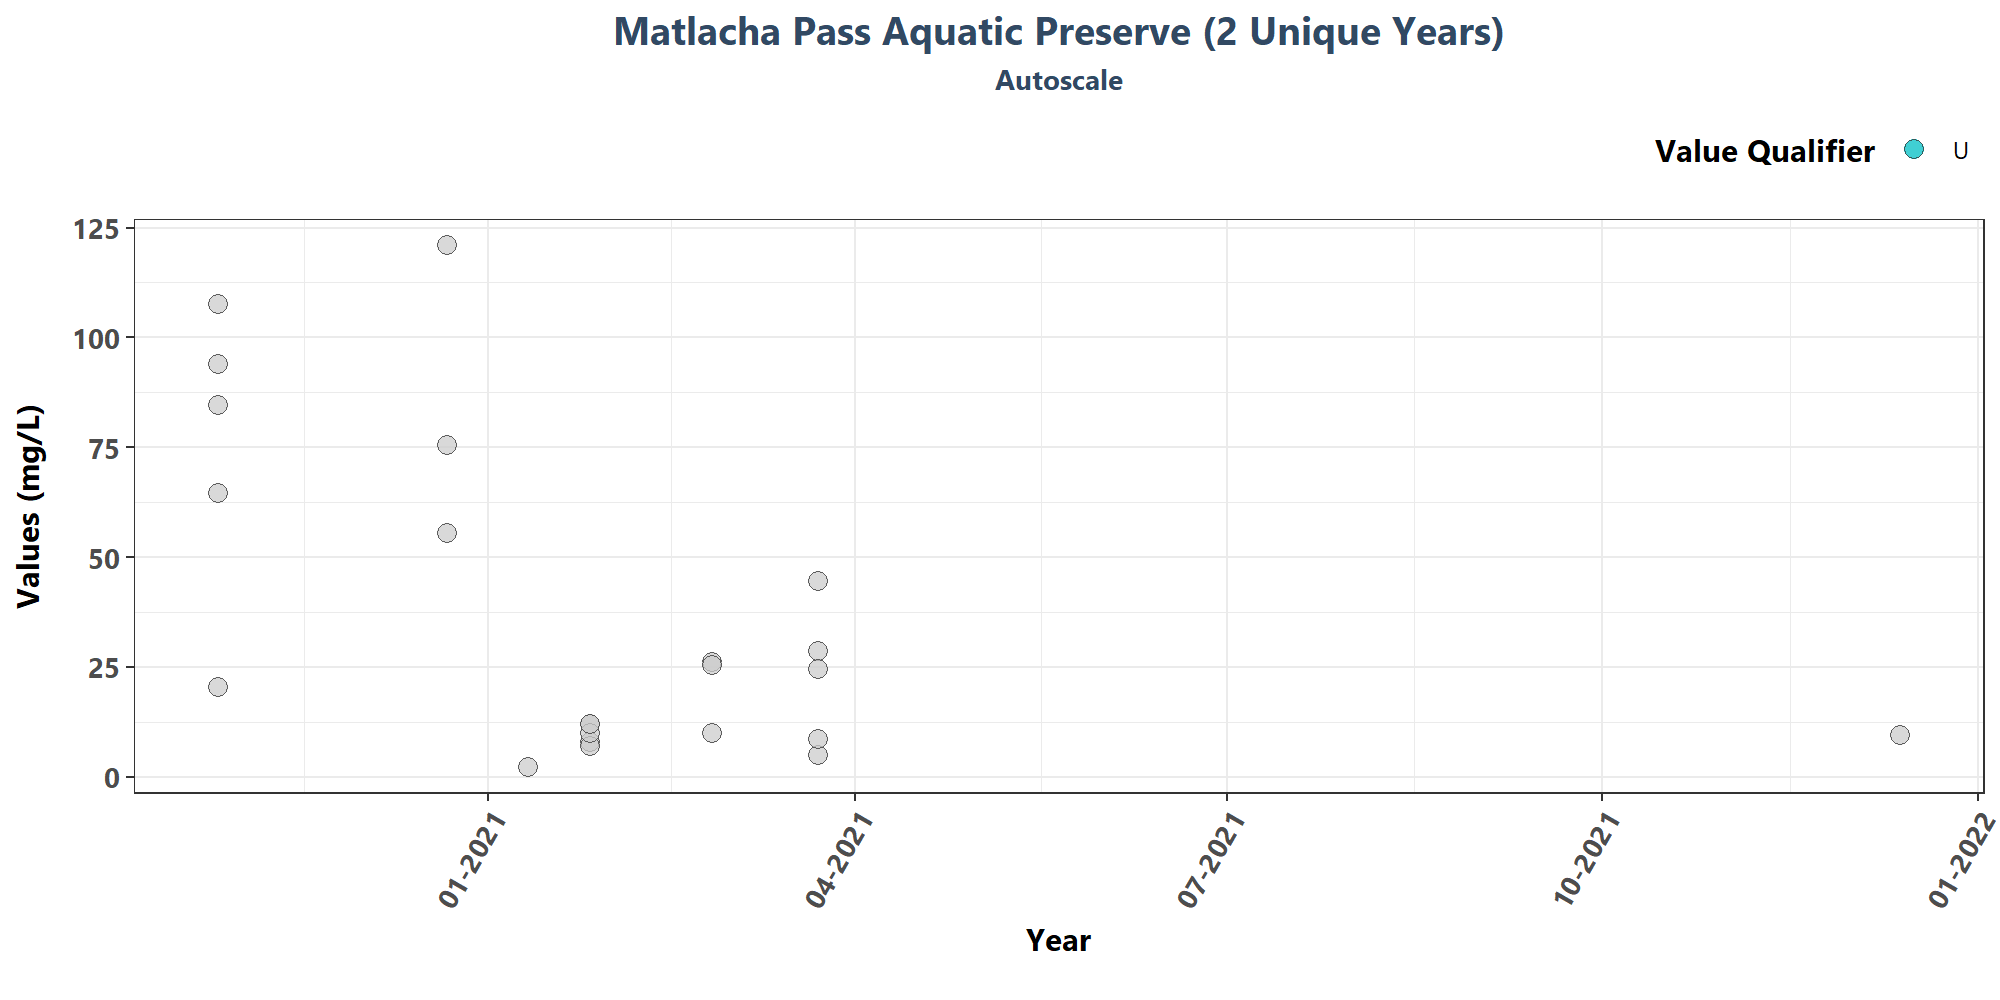 Matlacha Pass Aquatic Preserve (2 Unique Years)
Autoscale
Value Qualifier U
Values (mg/L)
125
100
75
50
25
0
01-2021 04-2021 07-2021 10-2021 01-2022
Year